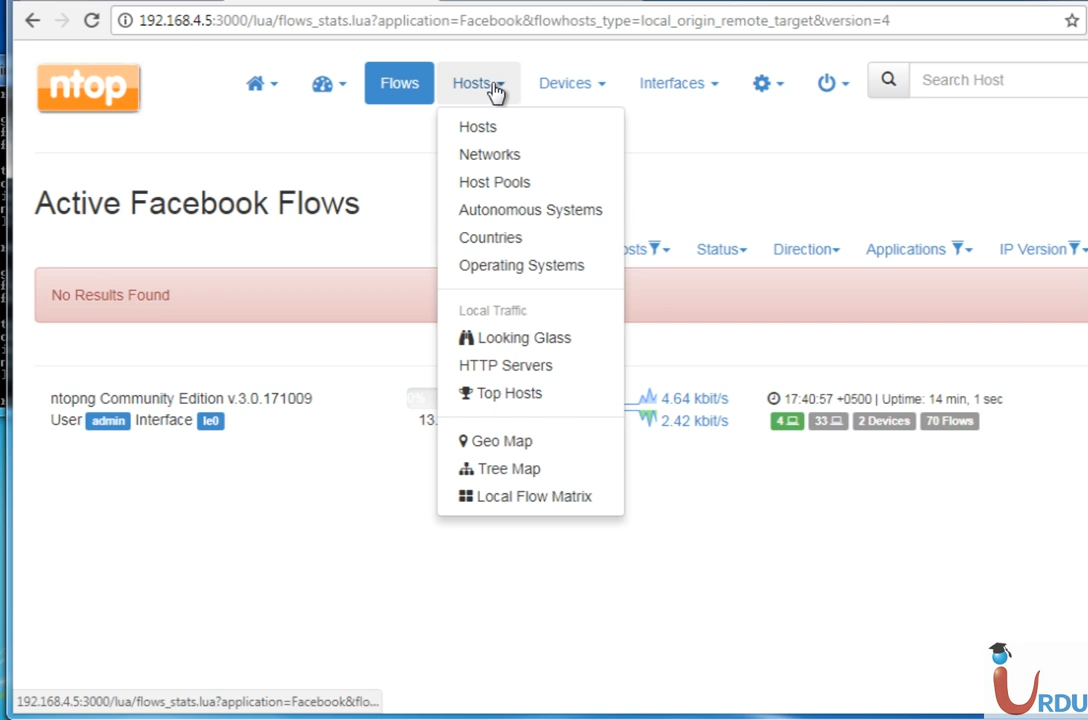 192.168.4.5:3000/lua/flows_stats.lua?application=Facebook&flowhosts_type=local_origin_remote_target&version=4
ntop
Flows
Hosts
Devices
Interfaces
Search Host
Hosts
Networks
Host Pools
Autonomous Systems
Countries
Operating Systems
Local Traffic
Looking Glass
HTTP Servers
Top Hosts
Geo Map
Tree Map
Local Flow Matrix
Active Facebook Flows
Status
Direction
Applications
IP Version
No Results Found
ntopng Community Edition v.3.0.171009
User admin Interface le0
4.64 kbit/s
2.42 kbit/s
17:40:57 +0500 | Uptime: 14 min, 1 sec
4 33 2 Devices 70 Flows
192.168.4.5:3000/lua/flows_stats.lua?application=Facebook&flo...
URDU